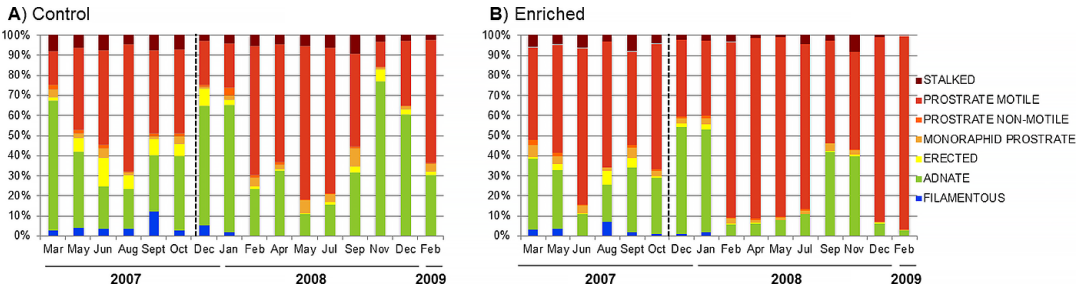 A) Control
100%
90%
80%
70%
60%
50%
40%
30%
20%
10%
0%
Mar May Jun Aug Sept Oct Dec Jan Feb Apr May Jul Sep Nov Dec Feb
2007 2008 2009
B) Enriched
100%
90%
80%
70%
60%
50%
40%
30%
20%
10%
0%
Mar May Jun Aug Sept Oct Dec Jan Feb Apr May Jul Sep Nov Dec Feb
2007 2008 2009
STALKED
PROSTRATE MOTILE
PROSTRATE NON-MOTILE
MONORAPHID PROSTRATE
ERECTED
ADNATE
FILAMENTOUS